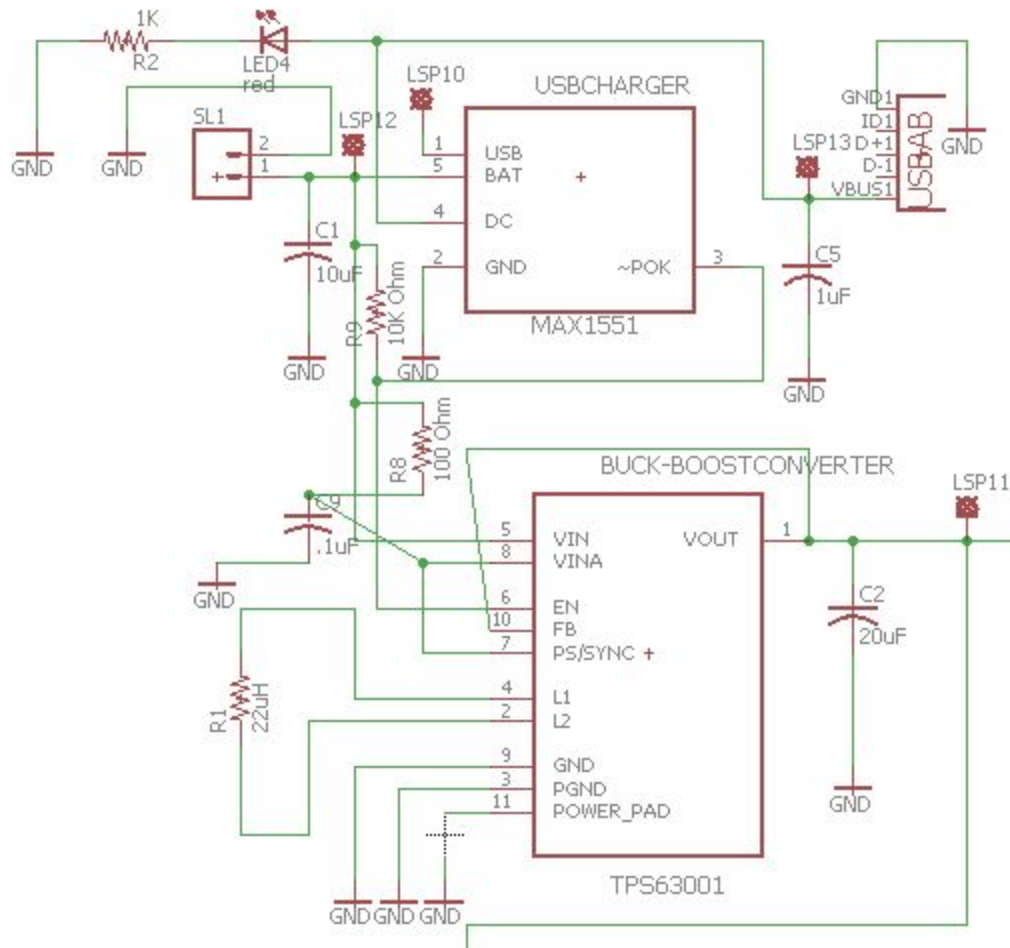 1K
R2
LED4
red
GND
GND
SL1
2
1
+
LSP12
LSP10
USBCHARGER
1 USB
5 BAT
4 DC
2 GND
~POK 3
+
MAX1551
GND1
ID1
D+1
D-1
VBUS1
USBAB
GND
LSP13
C1
10uF
GND
R9
10K Ohm
GND
C5
1uF
GND
R8
100 Ohm
C9
.1uF
GND
BUCK-BOOSTCONVERTER
LSP11
5 VIN
8 VINA
6 EN
10 FB
7 PS/SYNC +
4 L1
2 L2
9 GND
3 PGND
11 POWER_PAD
VOUT 1
C2
20uF
GND
R1
22uH
GND
GND
GND
TPS63001